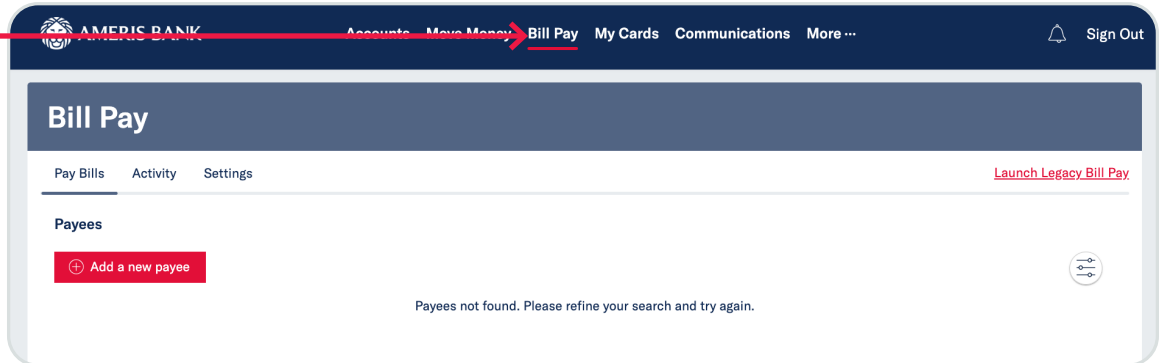 AMERIS BANK Accounts Move Money Bill Pay My Cards Communications More ··· Sign Out
Bill Pay
Pay Bills Activity Settings Launch Legacy Bill Pay
Payees
Add a new payee
Payees not found. Please refine your search and try again.